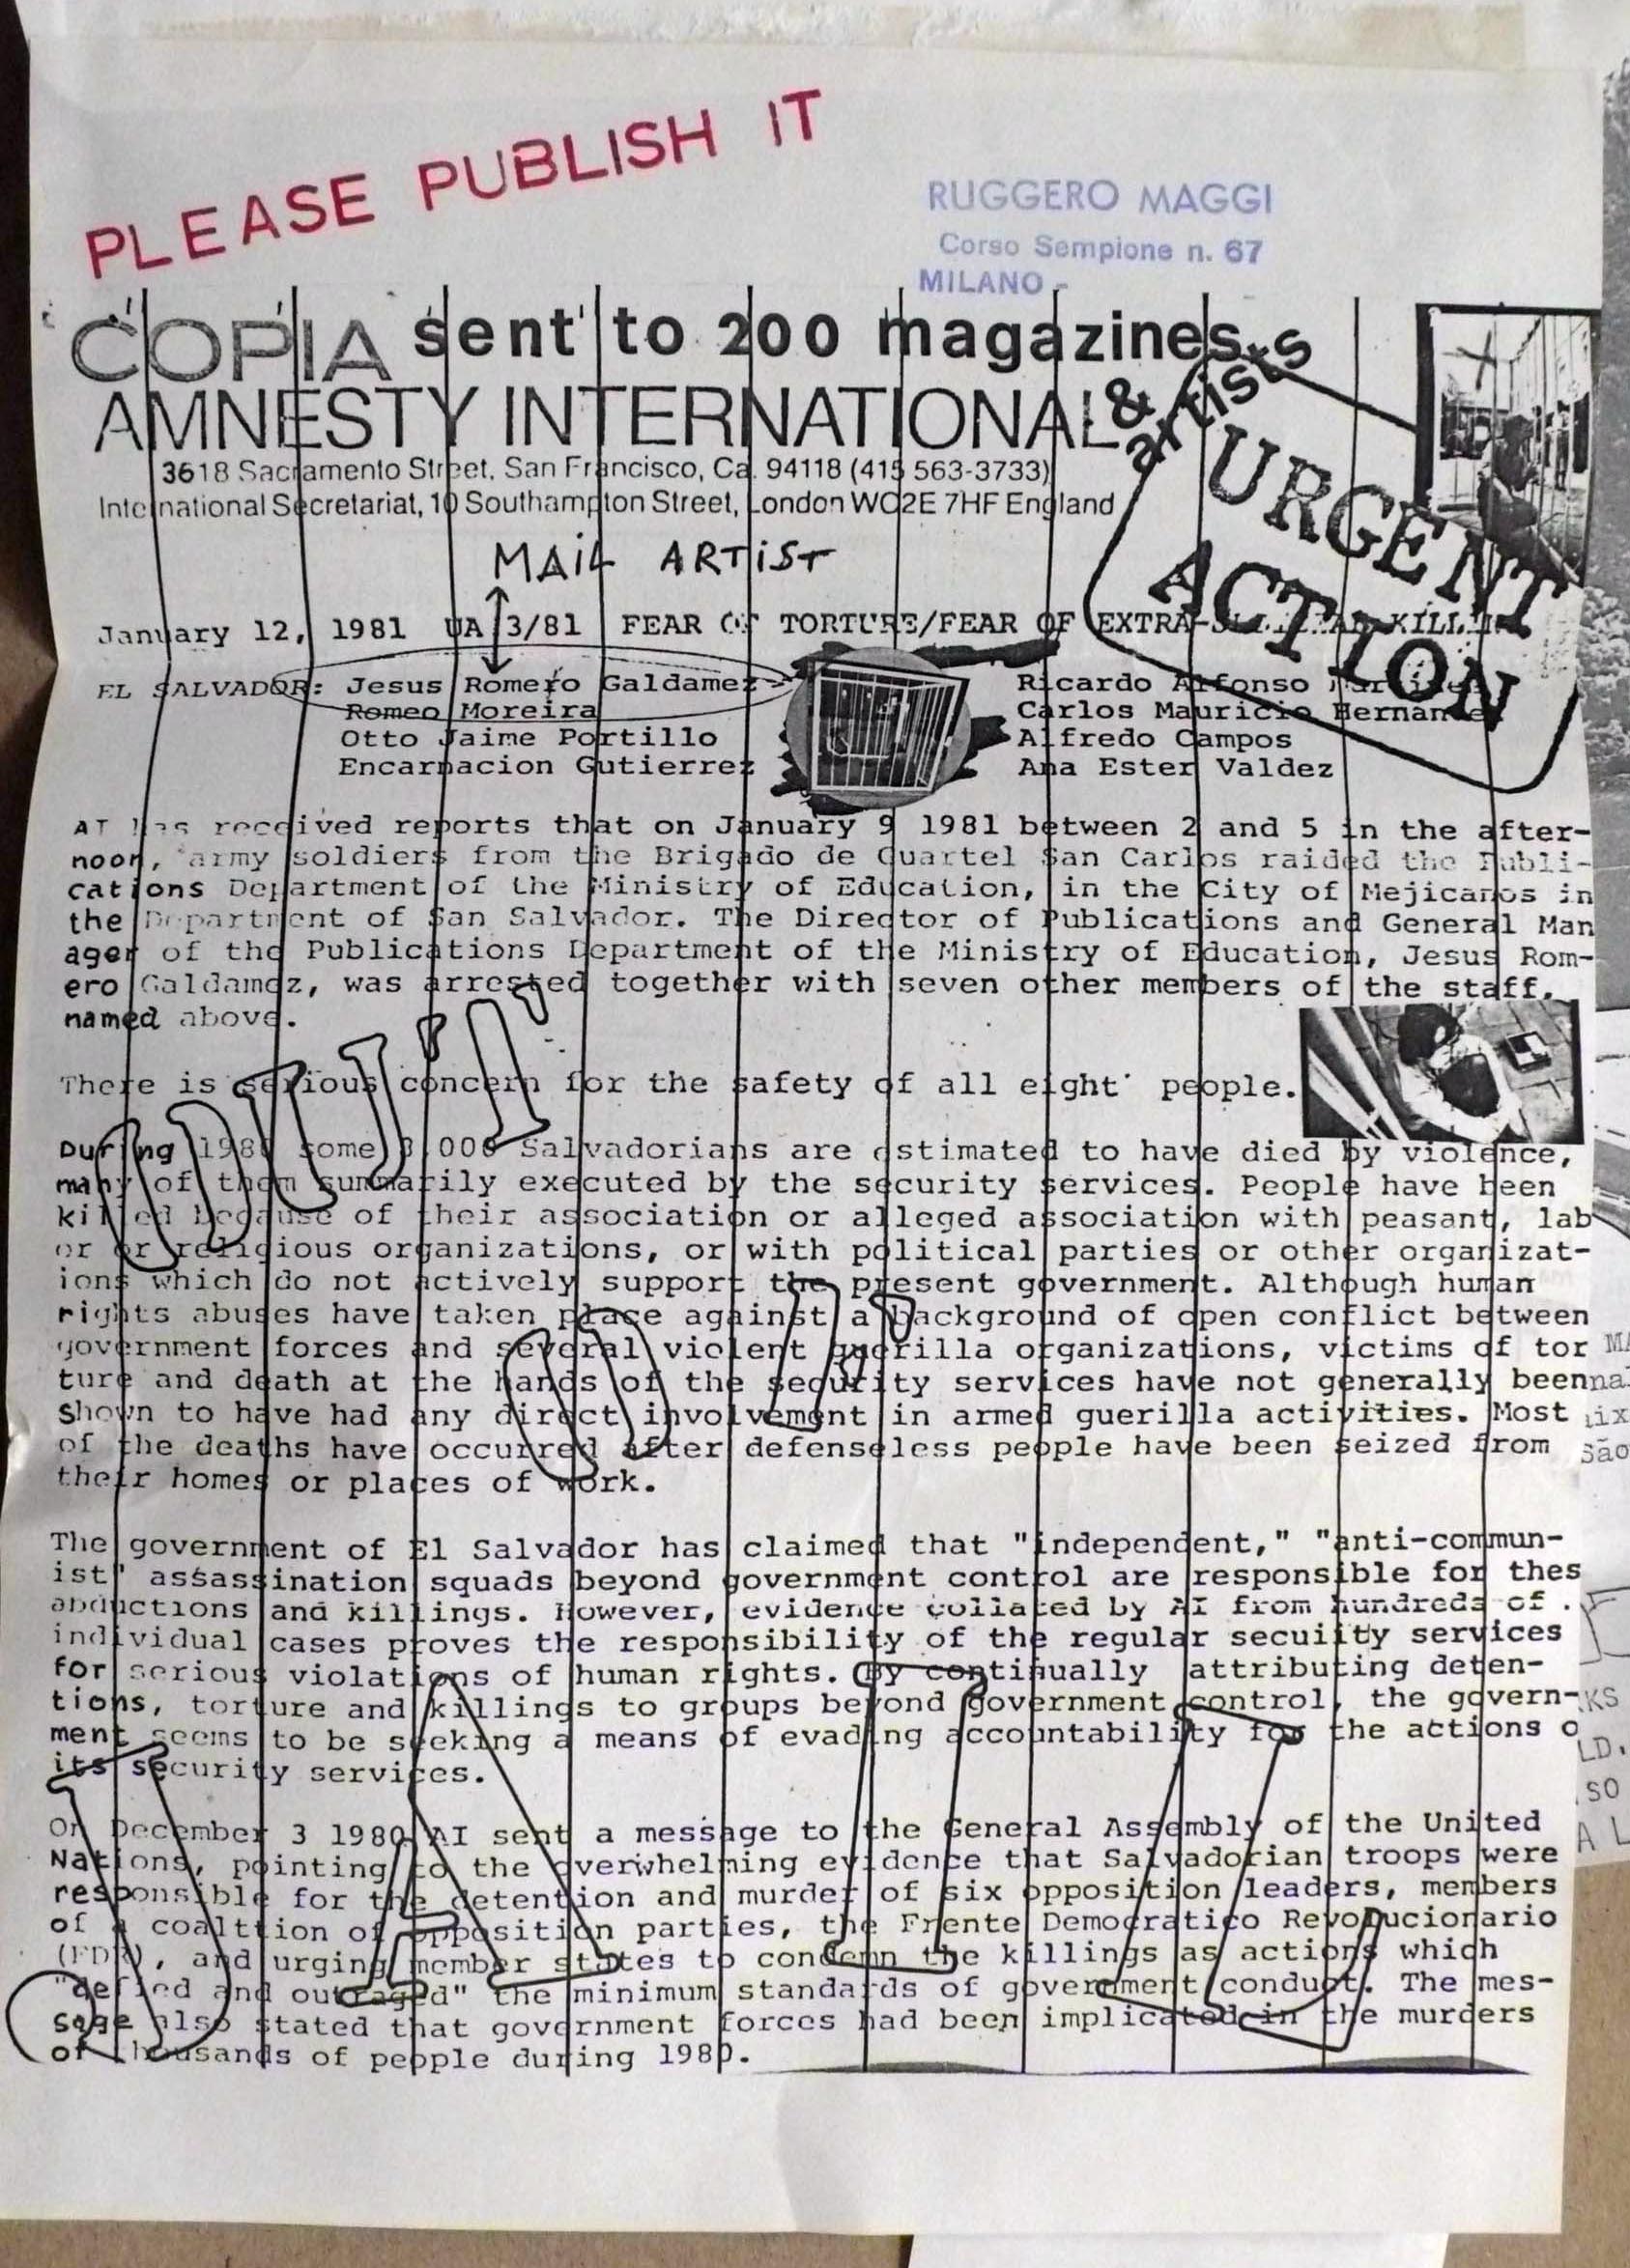 PLEASE PUBLISH IT
RUGGERO MAGGI
Corso Sempione n. 67
MILANO -
COPIA sent to 200 magazines
& artists
AMNESTY INTERNATIONAL
3618 Sacramento Street, San Francisco, Ca. 94118 (415 563-3733)
International Secretariat, 10 Southampton Street, London WC2E 7HF England
URGENT
ACTION
MAIL ARTIST
January 12, 1981 UA 3/81 FEAR OF TORTURE/FEAR OF EXTRA-
EL SALVADOR: Jesus Romero Galdamez Ricardo Alfonso
Romeo Moreira Carlos Mauricio Hernandez
Otto Jaime Portillo Alfredo Campos
Encarnacion Gutierrez Ana Ester Valdez
AI has received reports that on January 9 1981 between 2 and 5 in the after-
noon, army soldiers from the Brigado de Cuartel San Carlos raided the Publi-
cations Department of the Ministry of Education, in the City of Mejicanos in
the Department of San Salvador. The Director of Publications and General Man
ager of the Publications Department of the Ministry of Education, Jesus Rom-
ero Galdamez, was arrested together with seven other members of the staff,
named above.
There is serious concern for the safety of all eight people.
During 1980 some 8,000 Salvadorians are estimated to have died by violence,
many of them summarily executed by the security services. People have been
killed because of their association or alleged association with peasant, lab
or or religious organizations, or with political parties or other organizat-
ions which do not actively support the present government. Although human
rights abuses have taken place against a background of open conflict between
government forces and several violent guerilla organizations, victims of tor
ture and death at the hands of the security services have not generally been
shown to have had any direct involvement in armed guerilla activities. Most
of the deaths have occurred after defenseless people have been seized from
their homes or places of work.
The government of El Salvador has claimed that "independent," "anti-commun-
ist" assassination squads beyond government control are responsible for thes
abductions and killings. However, evidence collated by AI from hundreds of
individual cases proves the responsibility of the regular secuiity services
for serious violations of human rights. By continually attributing deten-
tions, torture and killings to groups beyond government control, the govern-
ment seems to be seeking a means of evading accountability for the actions o
its security services.
On December 3 1980 AI sent a message to the General Assembly of the United
Nations, pointing to the overwhelming evidence that Salvadorian troops were
responsible for the detention and murder of six opposition leaders, members
of a coalttion of opposition parties, the Frente Democratico Revolucionario
(FDR), and urging member states to condemn the killings as actions which
"defied and outraged" the minimum standards of government conduct. The mes-
sage also stated that government forces had been implicated in the murders
of thousands of people during 1980.